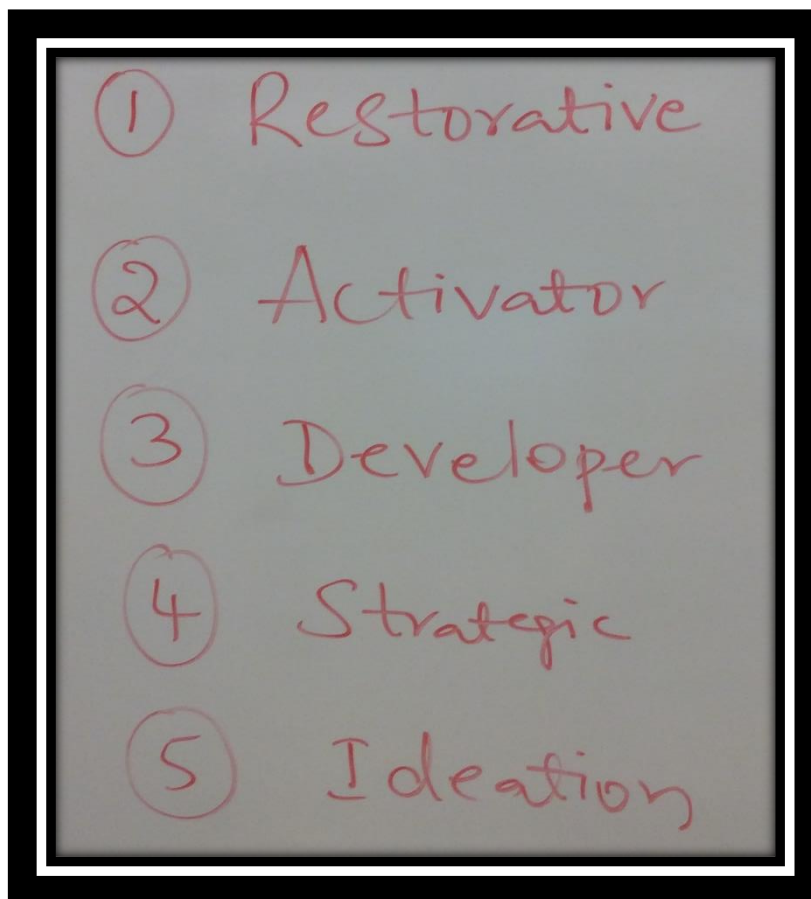 1 Restorative
2 Activator
3 Developer
4 Strategic
5 Ideation